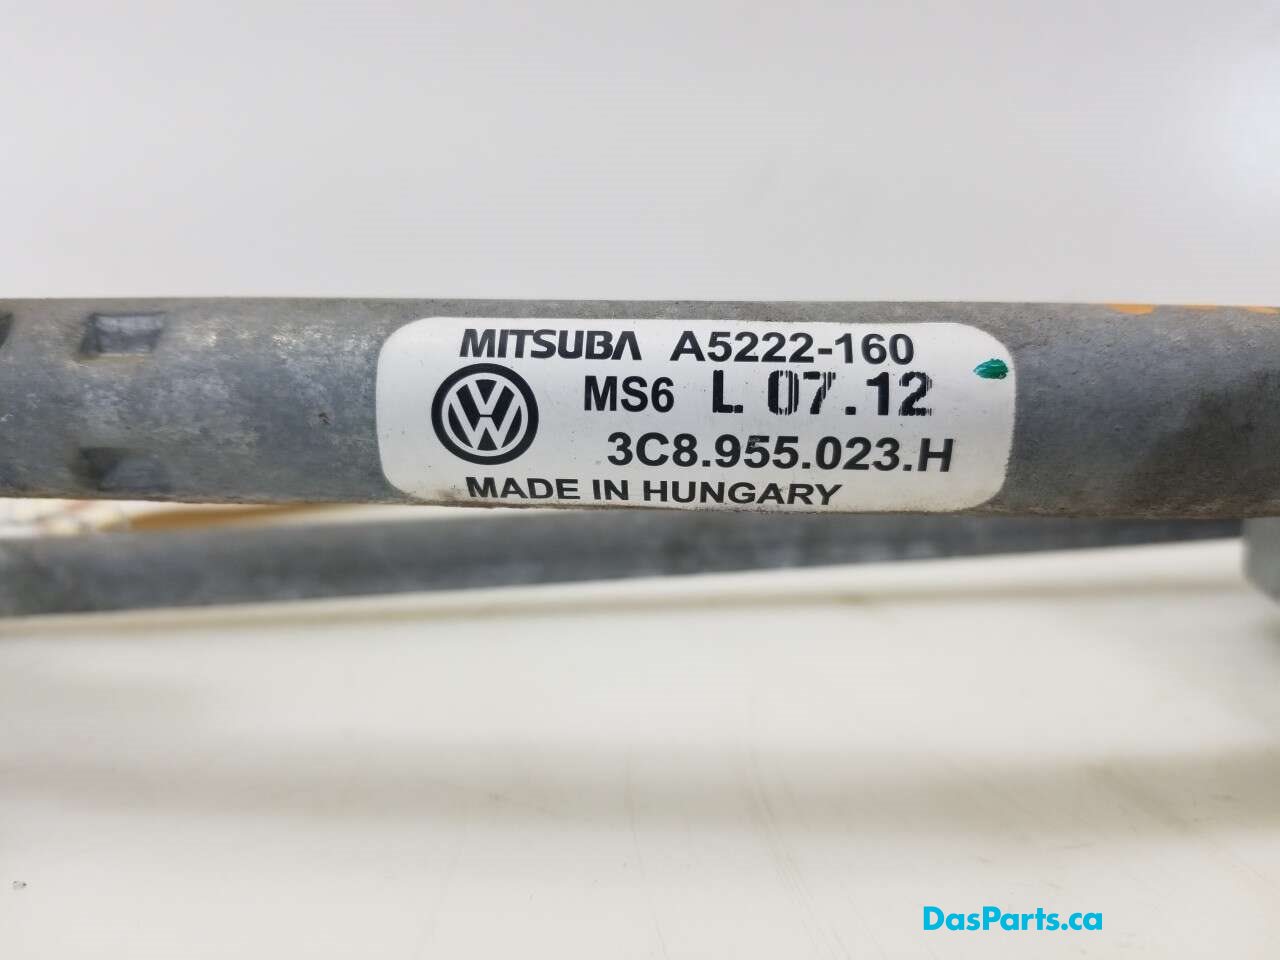 MITSUBA A5222-160
MS6 L 07.12
3C8.955.023.H
MADE IN HUNGARY
DasParts.ca